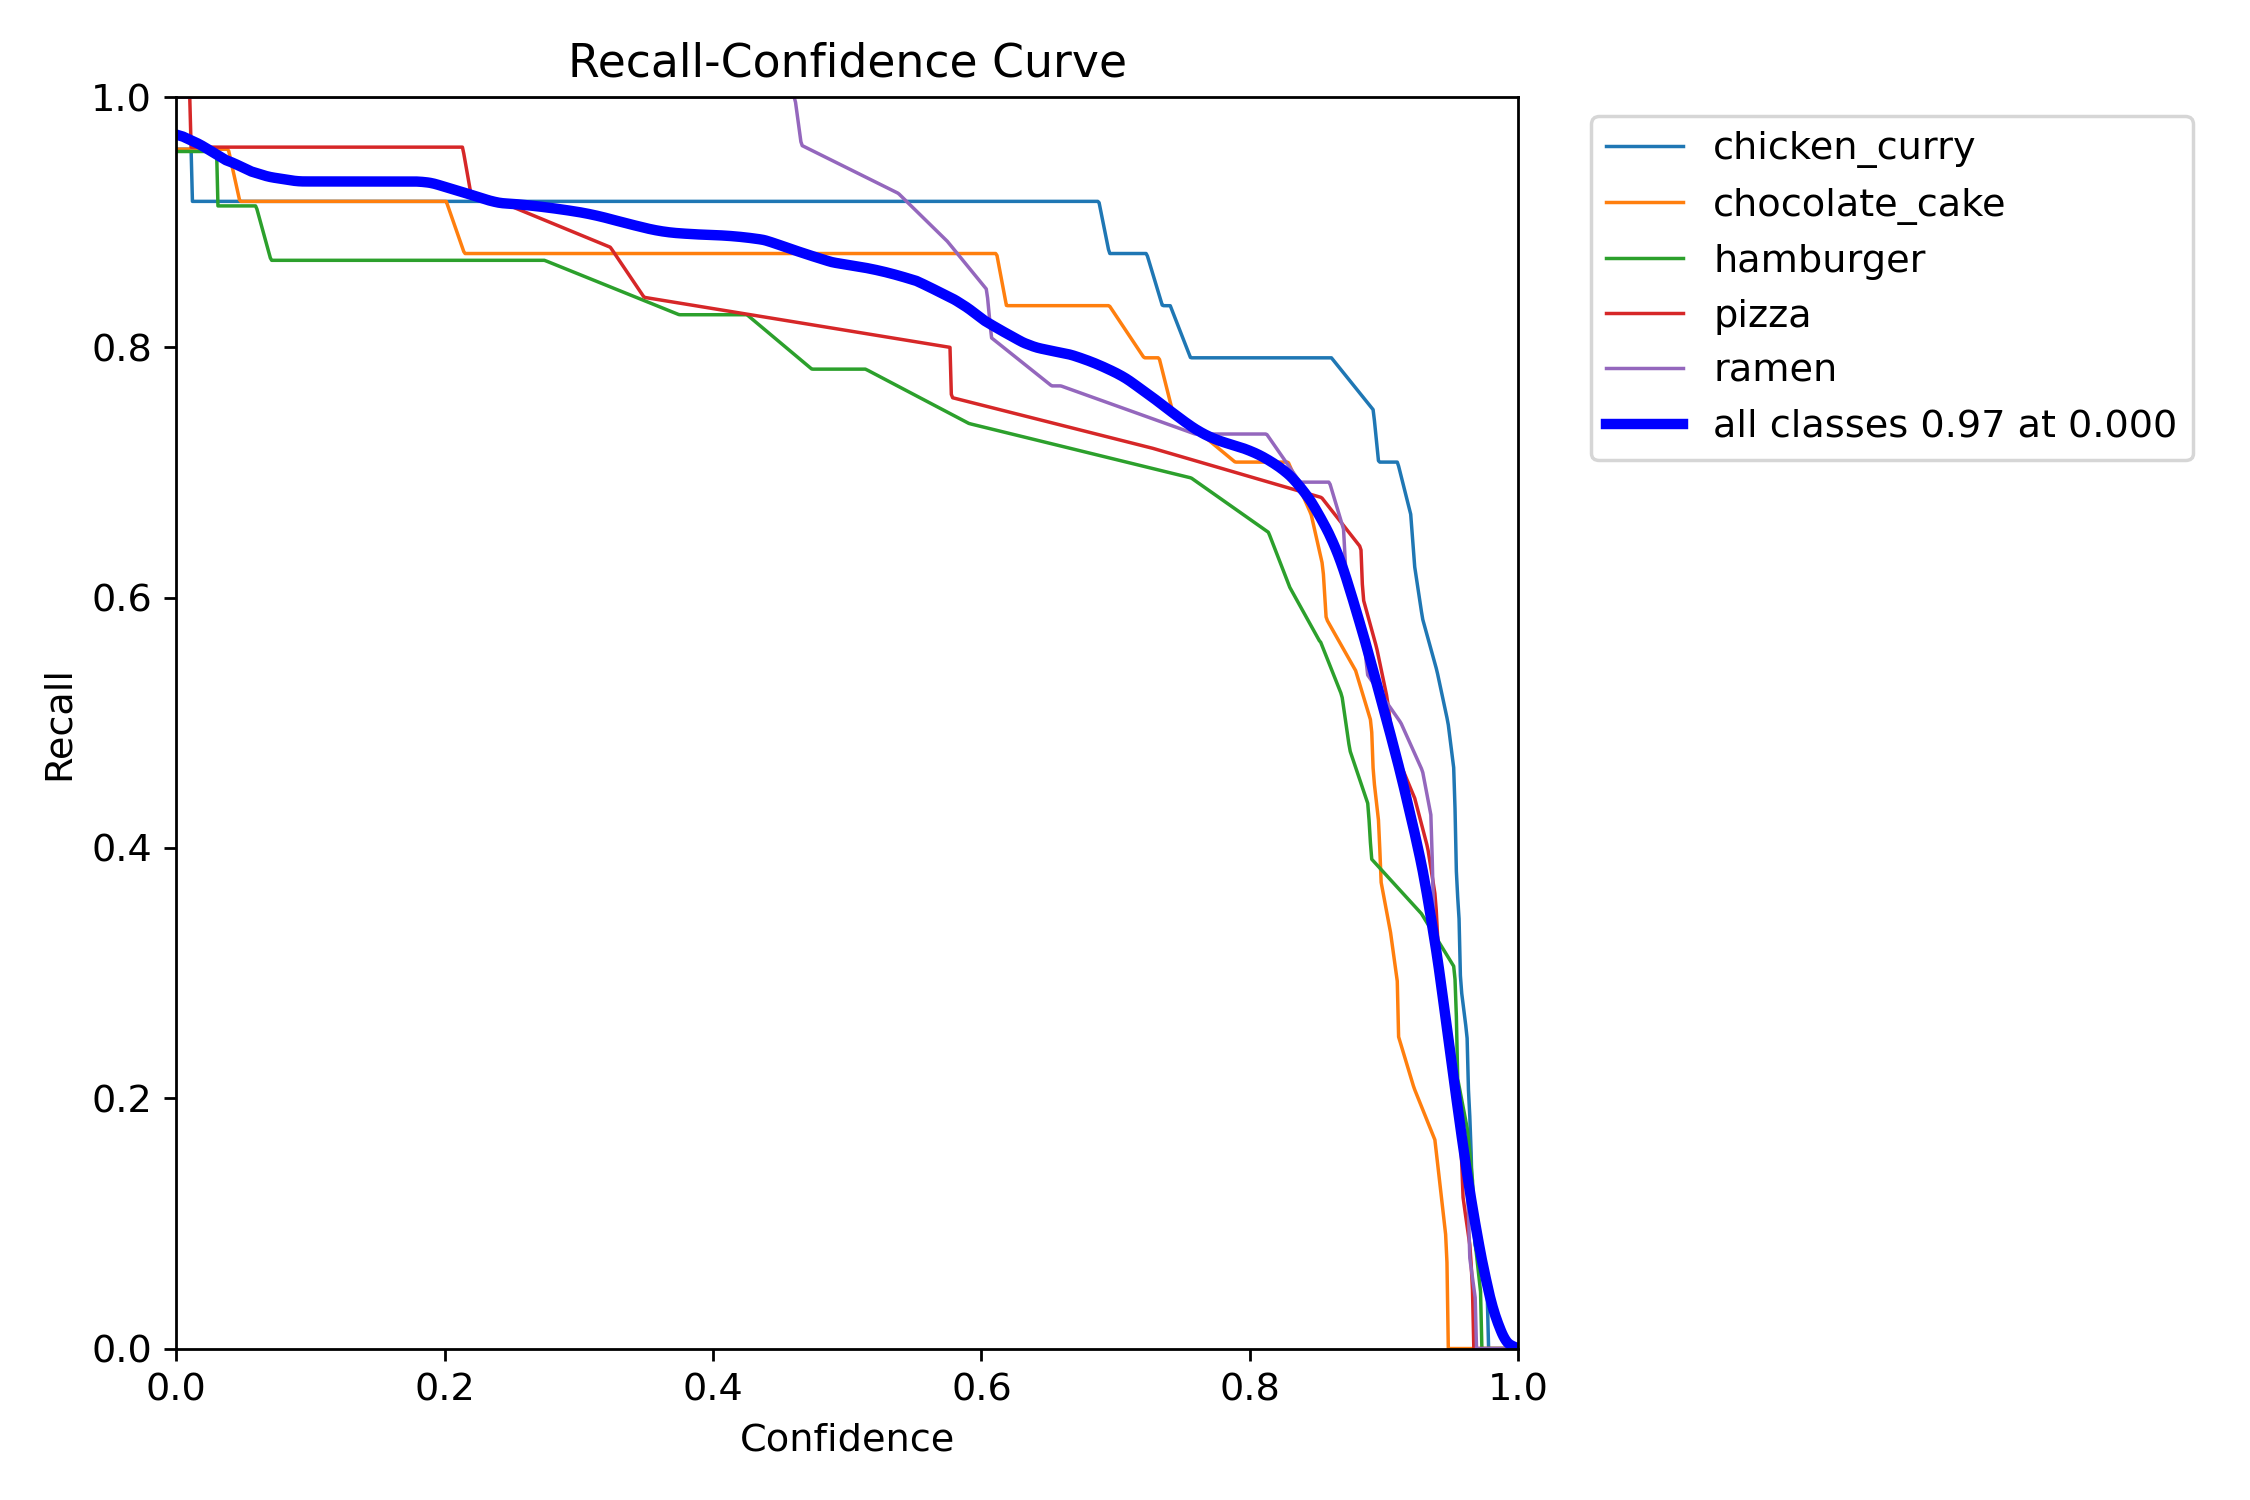 Recall-Confidence Curve
1.0
0.8
0.6
0.4
0.2
0.0
Recall
0.0 0.2 0.4 0.6 0.8 1.0
Confidence
chicken_curry
chocolate_cake
hamburger
pizza
ramen
all classes 0.97 at 0.000